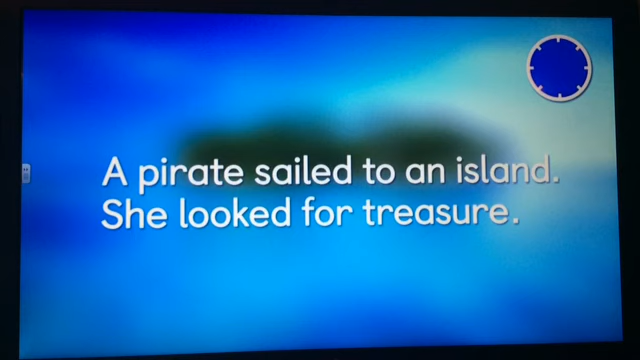 A pirate sailed to an island.
She looked for treasure.